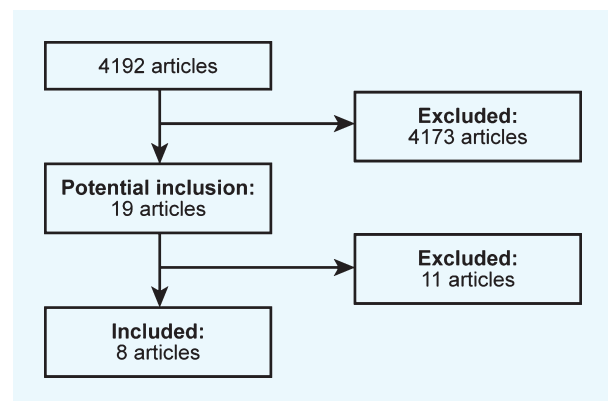 4192 articles
Excluded:
4173 articles
Potential inclusion:
19 articles
Excluded:
11 articles
Included:
8 articles